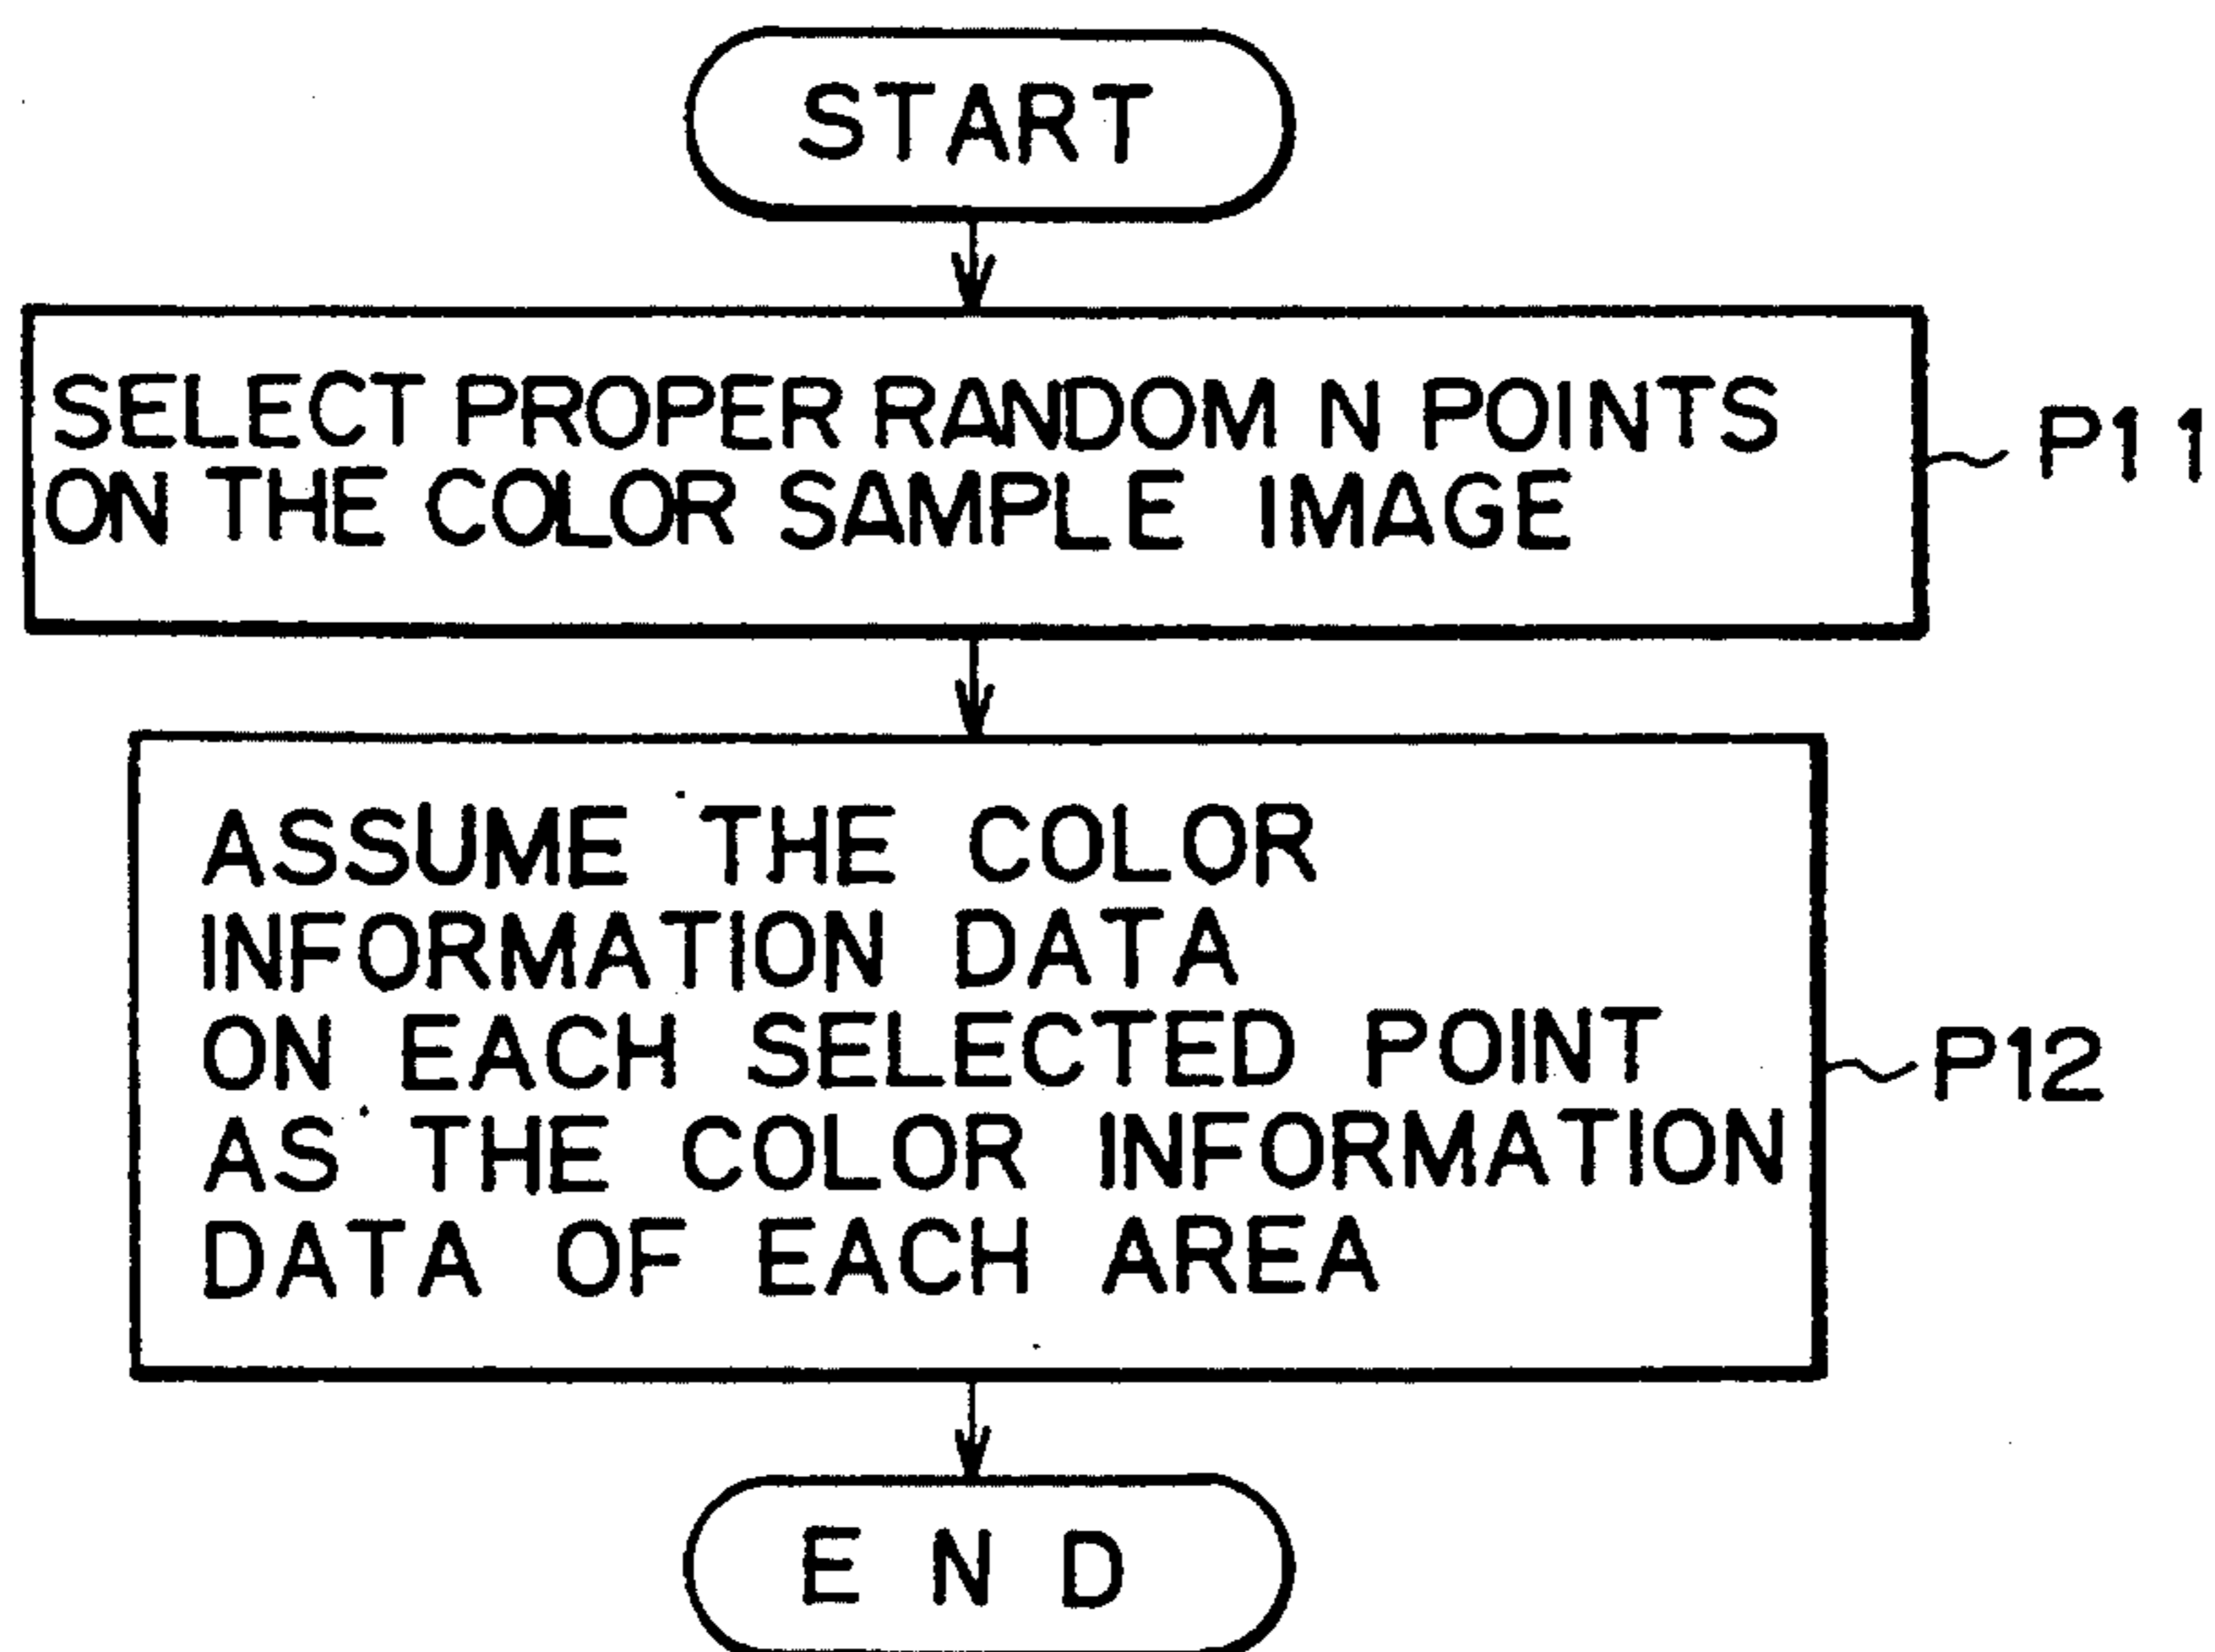 START
SELECT PROPER RANDOM N POINTS
ON THE COLOR SAMPLE IMAGE
P11
ASSUME THE COLOR
INFORMATION DATA
ON EACH SELECTED POINT
AS THE COLOR INFORMATION
DATA OF EACH AREA
P12
END